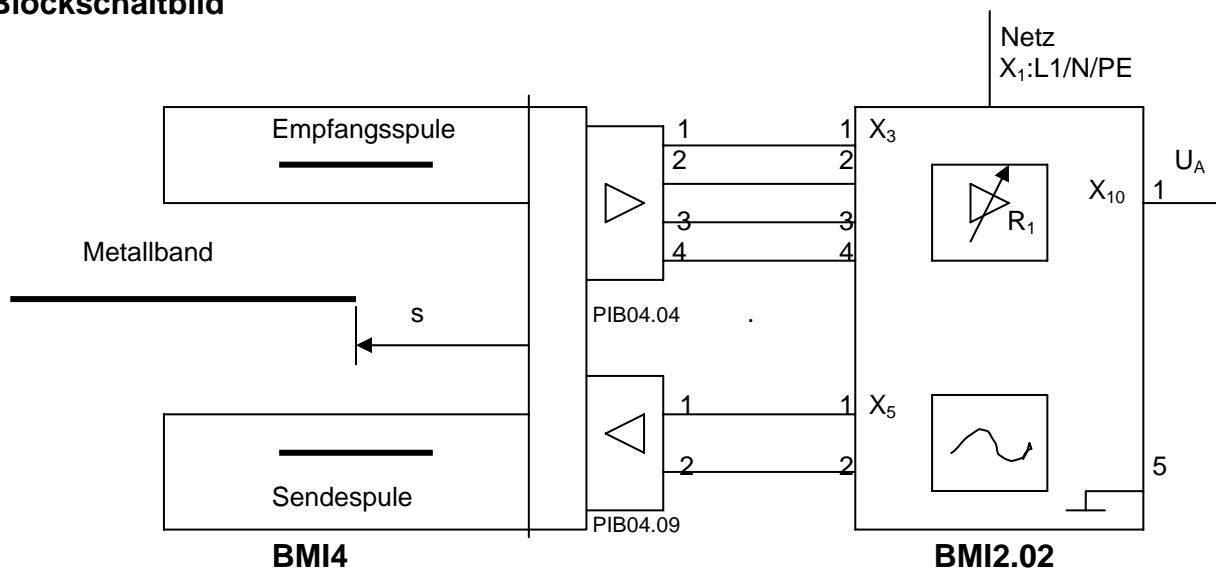 Blockschaltbild
Netz
X₁:L1/N/PE
Empfangsspule
1
2
3
4
1
2
3
4
X₃
R₁
X₁₀
1
U_A
Metallband
s
PIB04.04
.
1
2
1
2
X₅
5
Sendespule
PIB04.09
BMI4
BMI2.02